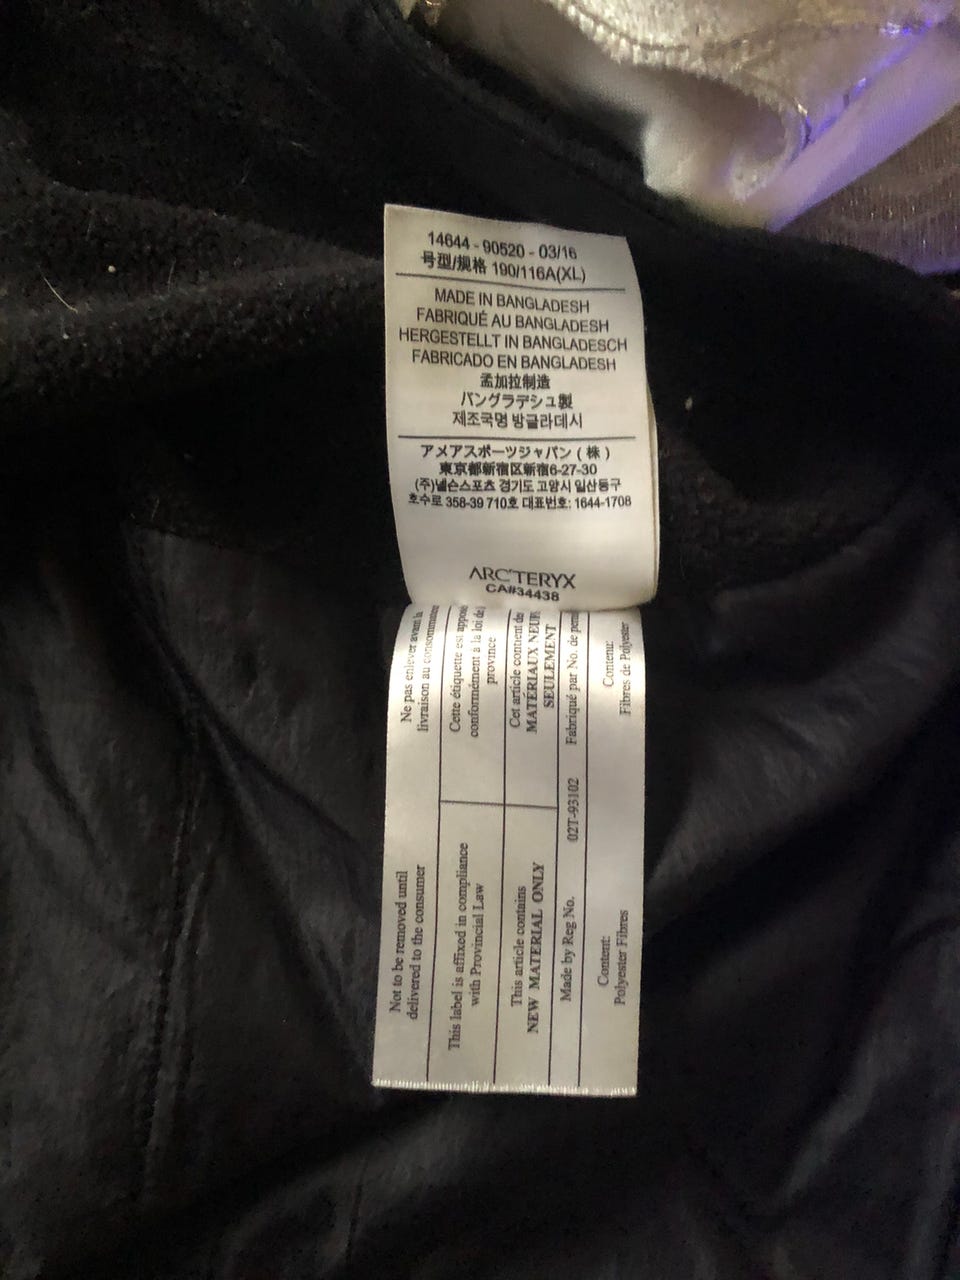 14644 - 90520 - 03/16
号型/规格 190/116A(XL)
MADE IN BANGLADESH
FABRIQUÉ AU BANGLADESH
HERGESTELLT IN BANGLADESCH
FABRICADO EN BANGLADESH
孟加拉制造
バングラデシュ製
제조국명 방글라데시
アメアスポーツジャパン ( 株 )
東京都新宿区新宿6-27-30
(주)넬슨스포츠 경기도 고양시 일산동구
호수로 358-39 710호 대표번호: 1644-1708
ARC'TERYX
CA#34438
Not to be removed until
delivered to the consumer
Ne pas enlever avant la
livraison au consommateur
This label is affixed in compliance
with Provincial Law
Cette étiquette est apposé
conformément à la loi de
province
This article contains
NEW MATERIAL ONLY
Cet article contient des
MATÉRIAUX NEUFS
SEULEMENT
Made by Reg No. 02T-93102 Fabriqué par No. de permi
Content:
Polyester Fibres
Contenu:
Fibres de Polyester